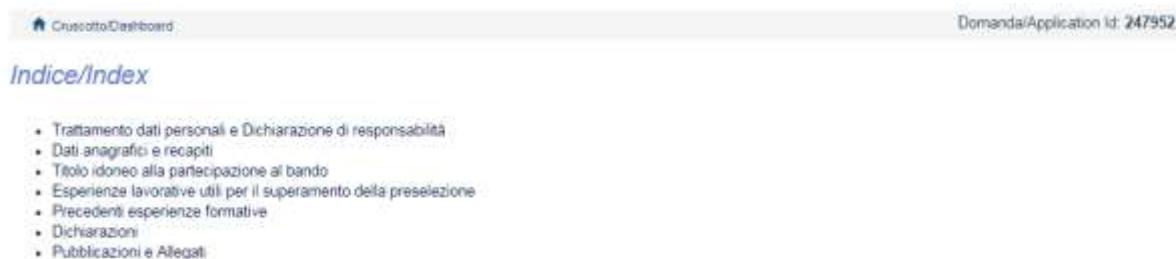 Cruscotto/Dashboard Domanda/Application Id: 247952
Indice/Index
• Trattamento dati personali e Dichiarazione di responsabilità
• Dati anagrafici e recapiti
• Titolo idoneo alla partecipazione al bando
• Esperienze lavorative utili per il superamento della preselezione
• Precedenti esperienze formative
• Dichiarazioni
• Pubblicazioni e Allegati